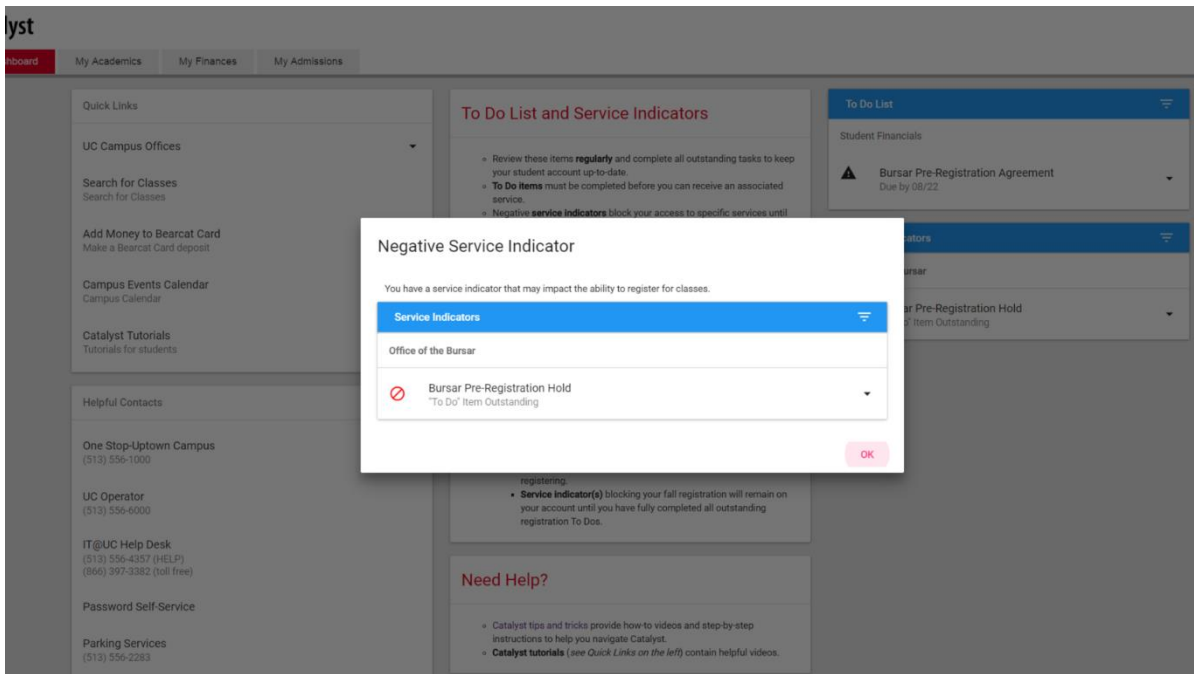 lyst
hboard
My Academics
My Finances
My Admissions
Quick Links
UC Campus Offices
Search for Classes
Search for Classes
Add Money to Bearcat Card
Make a Bearcat Card deposit
Campus Events Calendar
Campus Calendar
Catalyst Tutorials
Tutorials for students
Helpful Contacts
One Stop-Uptown Campus
(513) 556-1000
UC Operator
(513) 556-6000
IT@UC Help Desk
(513) 556-4357 (HELP)
(866) 397-3382 (toll free)
Password Self-Service
Parking Services
(513) 556-2283
To Do List and Service Indicators
Review these items regularly and complete all outstanding tasks to keep
your student account up-to-date.
To Do items must be completed before you can receive an associated
service.
Negative service indicators block your access to specific services until
Negative Service Indicator
You have a service indicator that may impact the ability to register for classes.
Service Indicators
Office of the Bursar
Bursar Pre-Registration Hold
"To Do" Item Outstanding
OK
registering.
Service indicator(s) blocking your fall registration will remain on
your account until you have fully completed all outstanding
registration To Dos.
Need Help?
Catalyst tips and tricks provide how-to videos and step-by-step
instructions to help you navigate Catalyst.
Catalyst tutorials (see Quick Links on the left) contain helpful videos.
To Do List
Student Financials
Bursar Pre-Registration Agreement
Due by 08/22
cators
ursar
ar Pre-Registration Hold
o" Item Outstanding